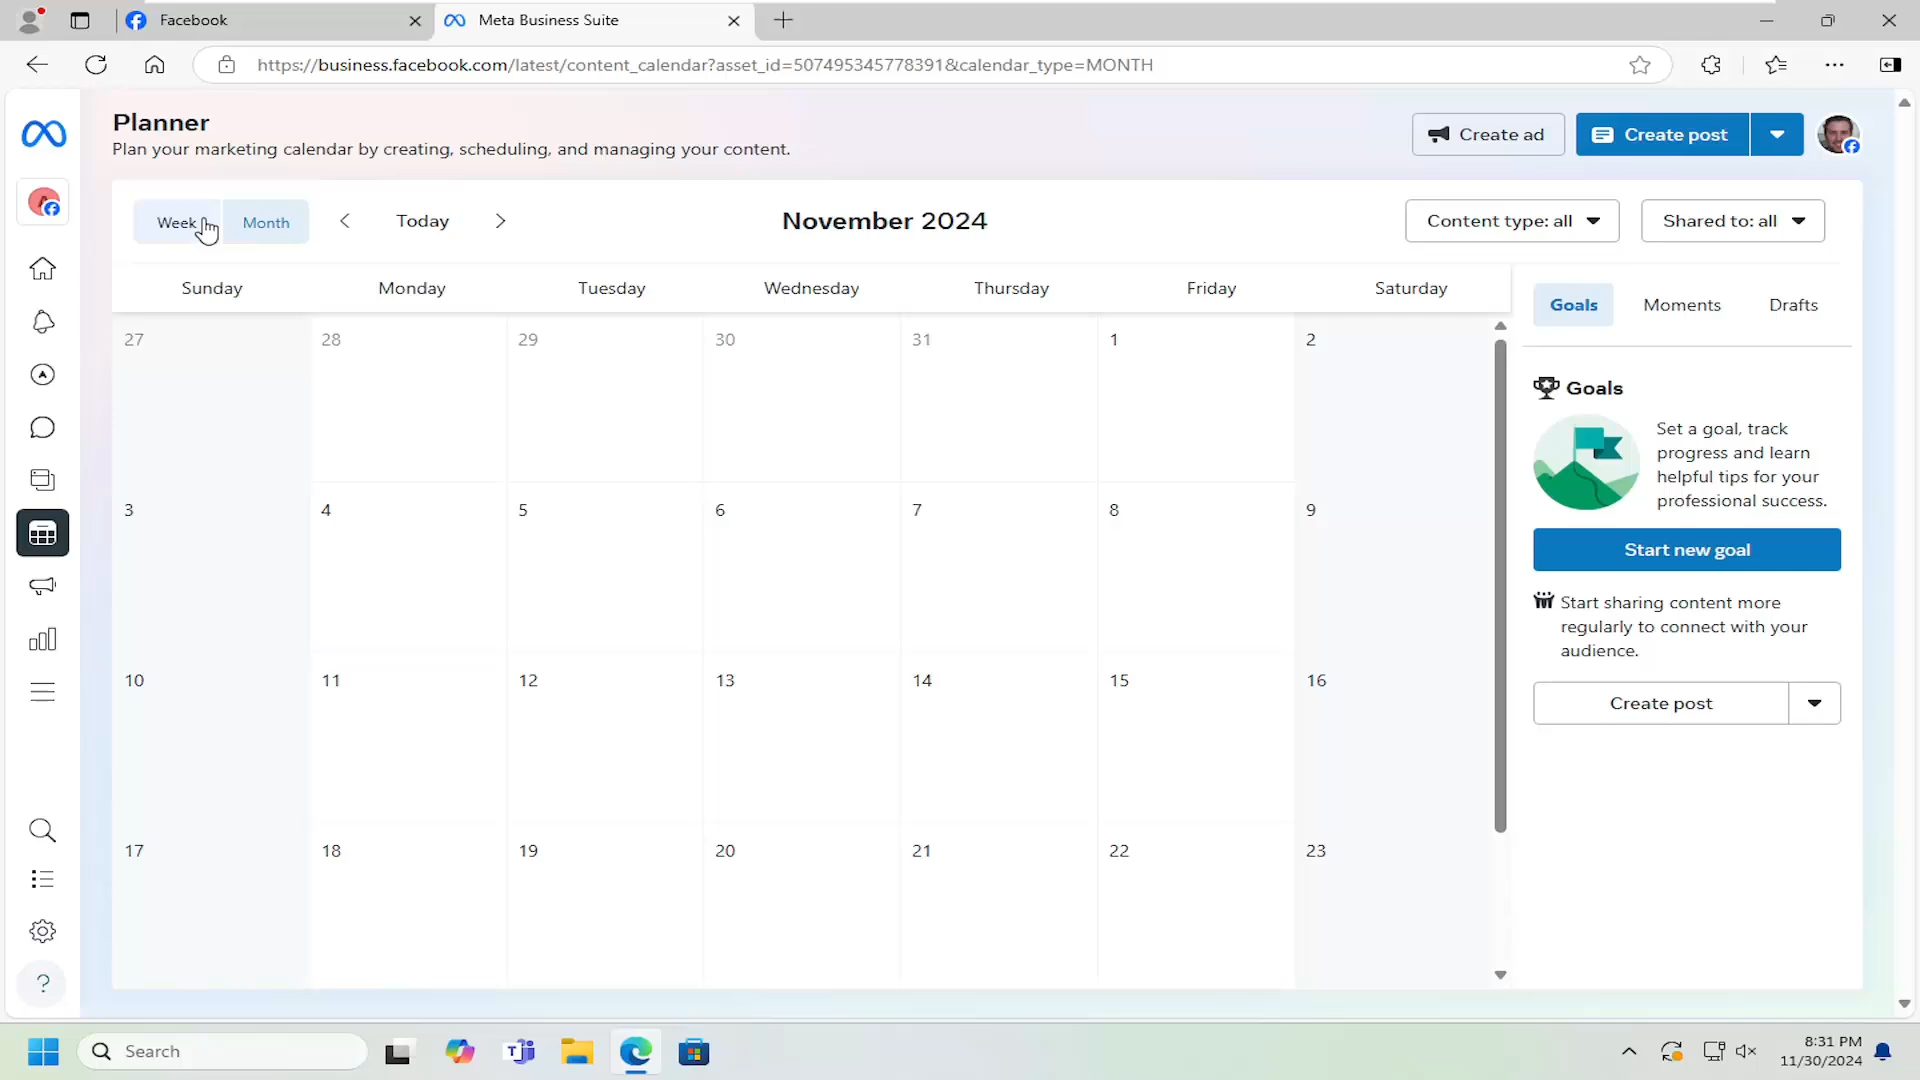 Facebook
Meta Business Suite
https://business.facebook.com/latest/content_calendar?asset_id=507495345778391&calendar_type=MONTH
Planner
Plan your marketing calendar by creating, scheduling, and managing your content.
Create ad
Create post
Week
Month
Today
November 2024
Content type: all
Shared to: all
Sunday Monday Tuesday Wednesday Thursday Friday Saturday
27 28 29 30 31 1 2
3 4 5 6 7 8 9
10 11 12 13 14 15 16
17 18 19 20 21 22 23
Goals
Moments
Drafts
Goals
Set a goal, track
progress and learn
helpful tips for your
professional success.
Start new goal
Start sharing content more
regularly to connect with your
audience.
Create post
?
Search
8:31 PM
11/30/2024